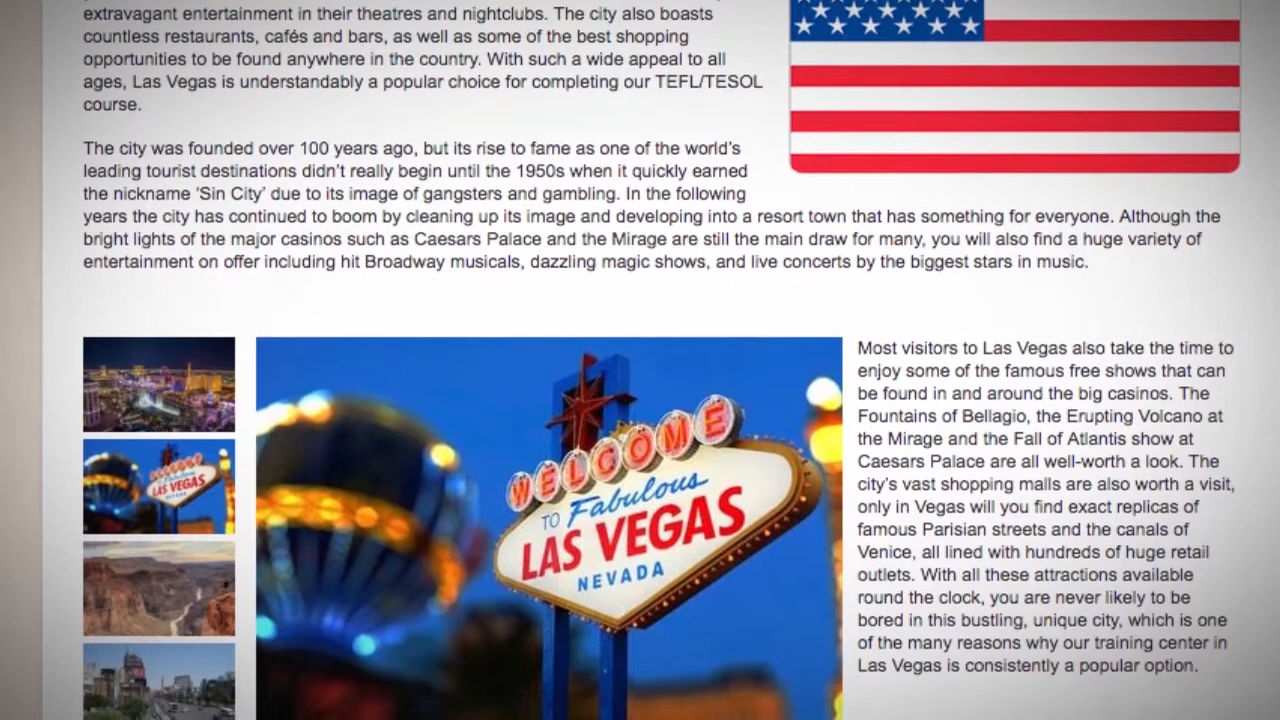 extravagant entertainment in their theatres and nightclubs. The city also boasts
countless restaurants, cafés and bars, as well as some of the best shopping
opportunities to be found anywhere in the country. With such a wide appeal to all
ages, Las Vegas is understandably a popular choice for completing our TEFL/TESOL
course.
The city was founded over 100 years ago, but its rise to fame as one of the world's
leading tourist destinations didn't really begin until the 1950s when it quickly earned
the nickname 'Sin City' due to its image of gangsters and gambling. In the following
years the city has continued to boom by cleaning up its image and developing into a resort town that has something for everyone. Although the
bright lights of the major casinos such as Caesars Palace and the Mirage are still the main draw for many, you will also find a huge variety of
entertainment on offer including hit Broadway musicals, dazzling magic shows, and live concerts by the biggest stars in music.
WELCOME
TO Fabulous
LAS VEGAS
NEVADA
LAS VEGAS
Most visitors to Las Vegas also take the time to
enjoy some of the famous free shows that can
be found in and around the big casinos. The
Fountains of Bellagio, the Erupting Volcano at
the Mirage and the Fall of Atlantis show at
Caesars Palace are all well-worth a look. The
city's vast shopping malls are also worth a visit,
only in Vegas will you find exact replicas of
famous Parisian streets and the canals of
Venice, all lined with hundreds of huge retail
outlets. With all these attractions available
round the clock, you are never likely to be
bored in this bustling, unique city, which is one
of the many reasons why our training center in
Las Vegas is consistently a popular option.